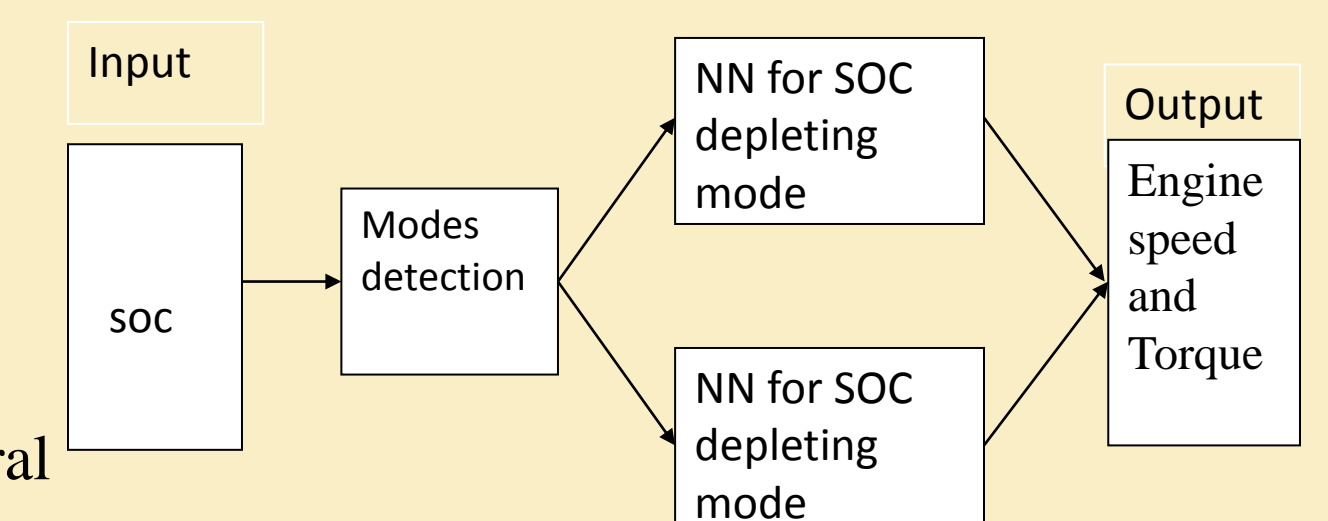 Input
soc
ral
Modes
detection
NN for SOC
depleting
mode
NN for SOC
depleting
mode
Output
Engine
speed
and
Torque